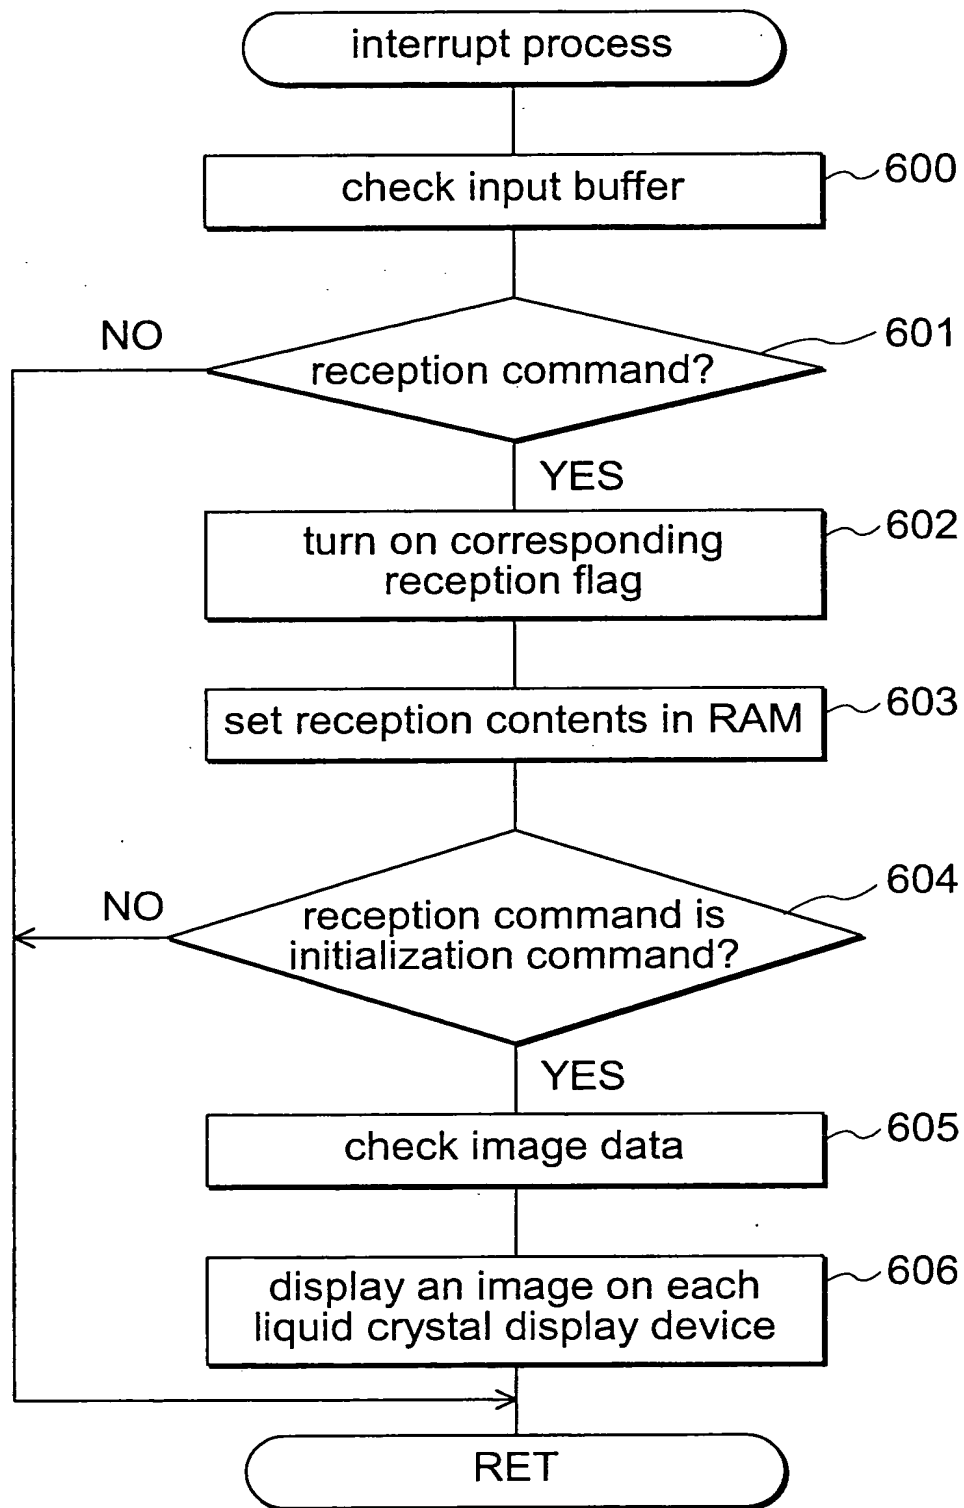 interrupt process
check input buffer
600
NO
reception command?
601
YES
turn on corresponding
reception flag
602
set reception contents in RAM
603
NO
reception command is
initialization command?
604
YES
check image data
605
display an image on each
liquid crystal display device
606
RET